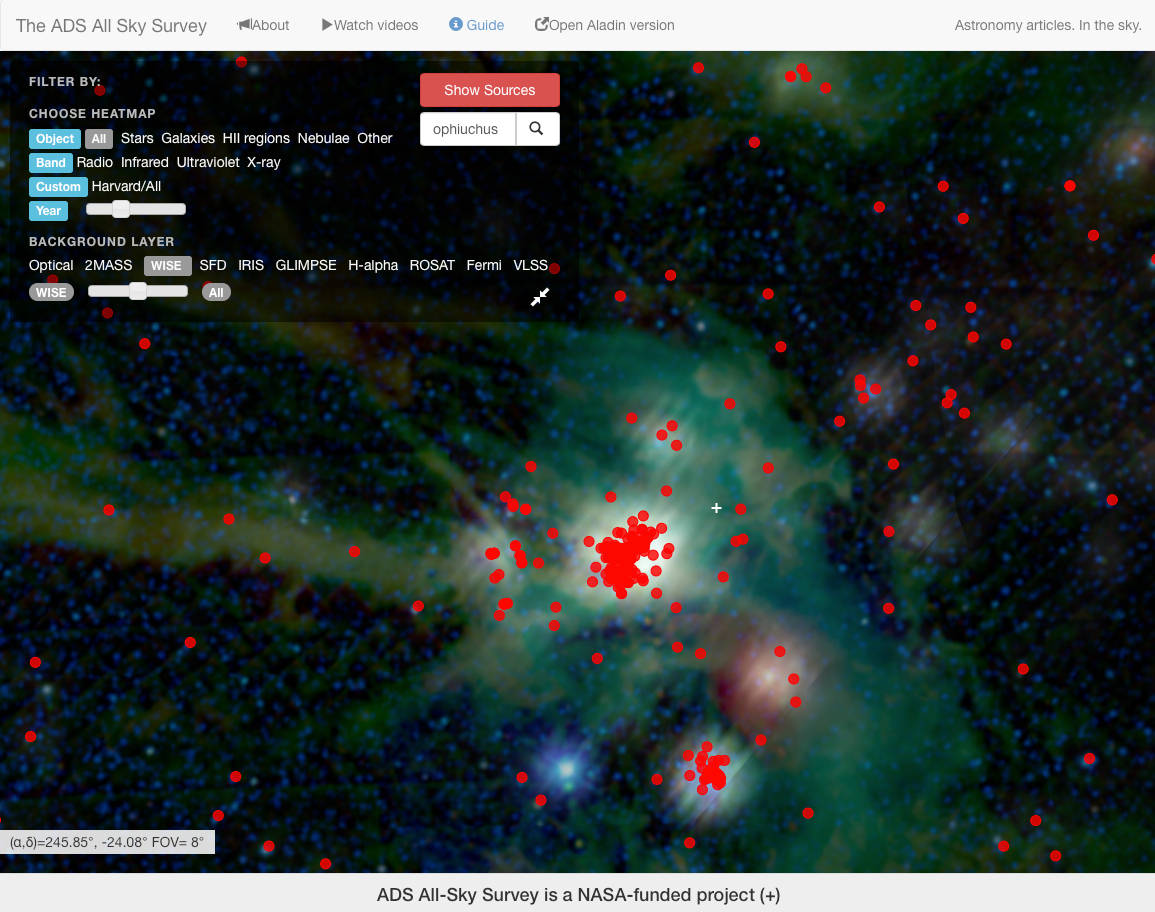 The ADS All Sky Survey About Watch videos Guide Open Aladin version Astronomy articles. In the sky.
FILTER BY:
Show Sources
CHOOSE HEATMAP
ophiuchus
Object All Stars Galaxies HII regions Nebulae Other
Band Radio Infrared Ultraviolet X-ray
Custom Harvard/All
Year
BACKGROUND LAYER
Optical 2MASS WISE SFD IRIS GLIMPSE H-alpha ROSAT Fermi VLSS
WISE All
(α,δ)=245.85°, -24.08° FOV= 8°
ADS All-Sky Survey is a NASA-funded project (+)